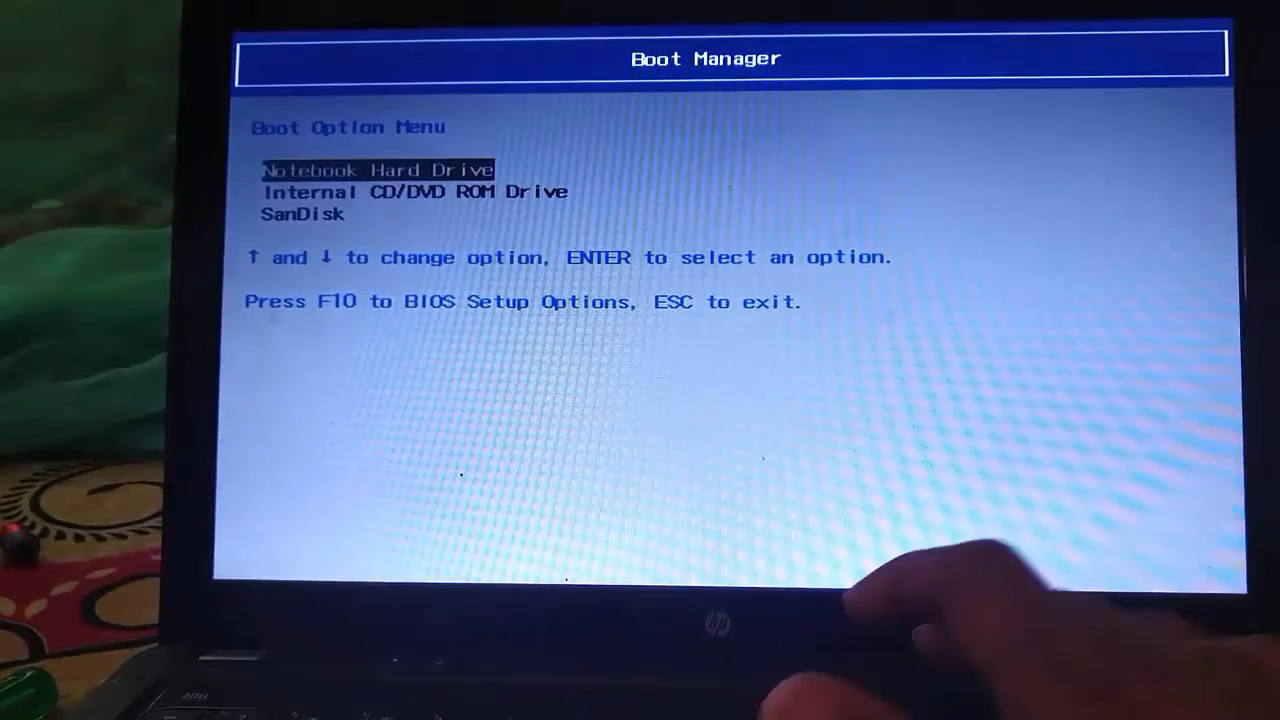 Boot Manager
Boot Option Menu
Notebook Hard Drive
Internal CD/DVD ROM Drive
SanDisk
↑ and ↓ to change option, ENTER to select an option.
Press F10 to BIOS Setup Options, ESC to exit.
hp